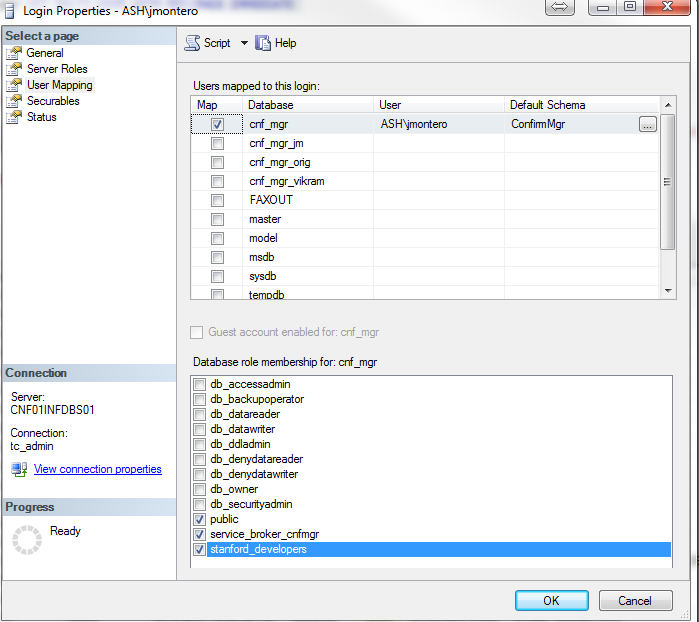 Login Properties - ASH\jmontero
Select a page
General
Server Roles
User Mapping
Securables
Status
Script
Help
Users mapped to this login:
Map Database User Default Schema
cnf_mgr ASH\jmontero ConfirmMgr ...
cnf_mgr_jm
cnf_mgr_orig
cnf_mgr_vikram
FAXOUT
master
model
msdb
sysdb
tempdb
Guest account enabled for: cnf_mgr
Database role membership for: cnf_mgr
db_accessadmin
db_backupoperator
db_datareader
db_datawriter
db_ddladmin
db_denydatareader
db_denydatawriter
db_owner
db_securityadmin
public
service_broker_cnfmgr
stanford_developers
Connection
Server:
CNF01INFDBS01
Connection:
tc_admin
View connection properties
Progress
Ready
OK
Cancel